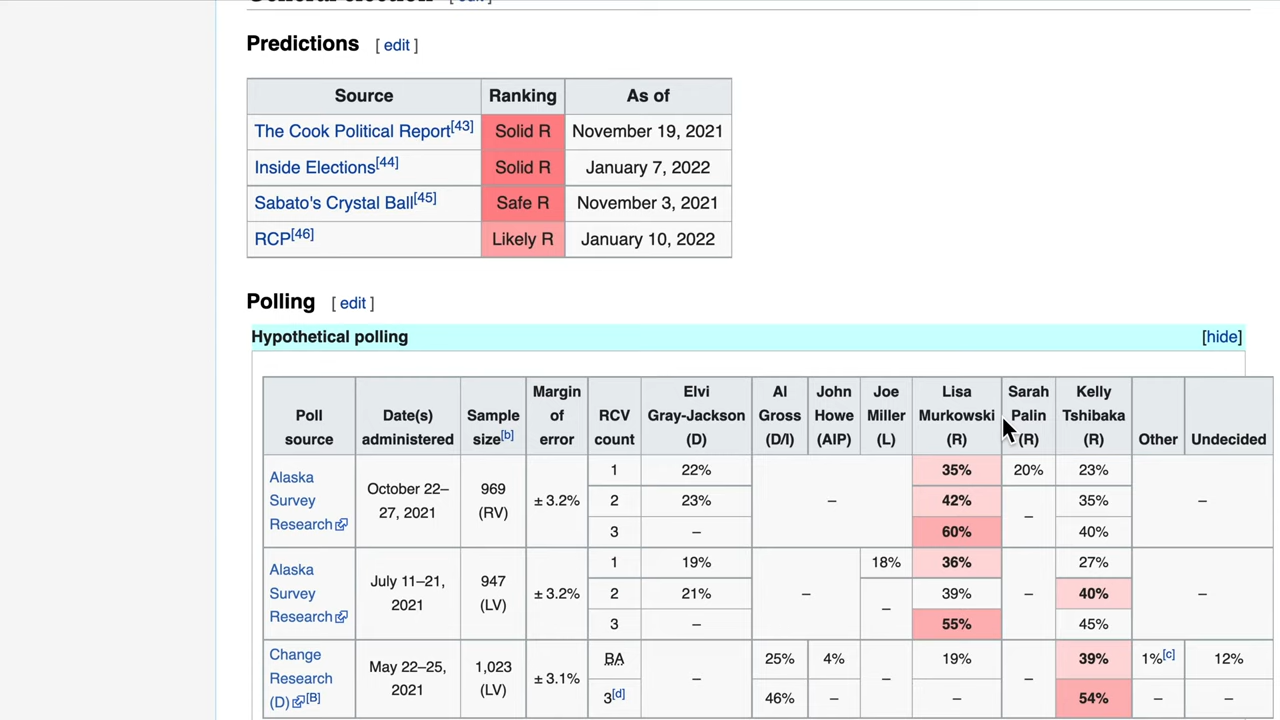 General election [ edit ]
Predictions [ edit ]
Source Ranking As of
The Cook Political Report[43] Solid R November 19, 2021
Inside Elections[44] Solid R January 7, 2022
Sabato's Crystal Ball[45] Safe R November 3, 2021
RCP[46] Likely R January 10, 2022
Polling [ edit ]
Hypothetical polling [hide]
Poll source Date(s) administered Sample size[b] Margin of error RCV count Elvi Gray-Jackson (D) Al Gross (D/I) John Howe (AIP) Joe Miller (L) Lisa Murkowski (R) Sarah Palin (R) Kelly Tshibaka (R) Other Undecided
Alaska Survey Research October 22–27, 2021 969 (RV) ± 3.2% 1 22% – 35% 20% 23% –
2 23% 42% – 35%
3 – 60% 40%
Alaska Survey Research July 11–21, 2021 947 (LV) ± 3.2% 1 19% – 18% 36% – 27% –
2 21% – 39% 40%
3 – 55% 45%
Change Research (D)[B] May 22–25, 2021 1,023 (LV) ± 3.1% BA – 25% 4% – 19% – 39% 1%[c] 12%
3[d] 46% – – 54% – –